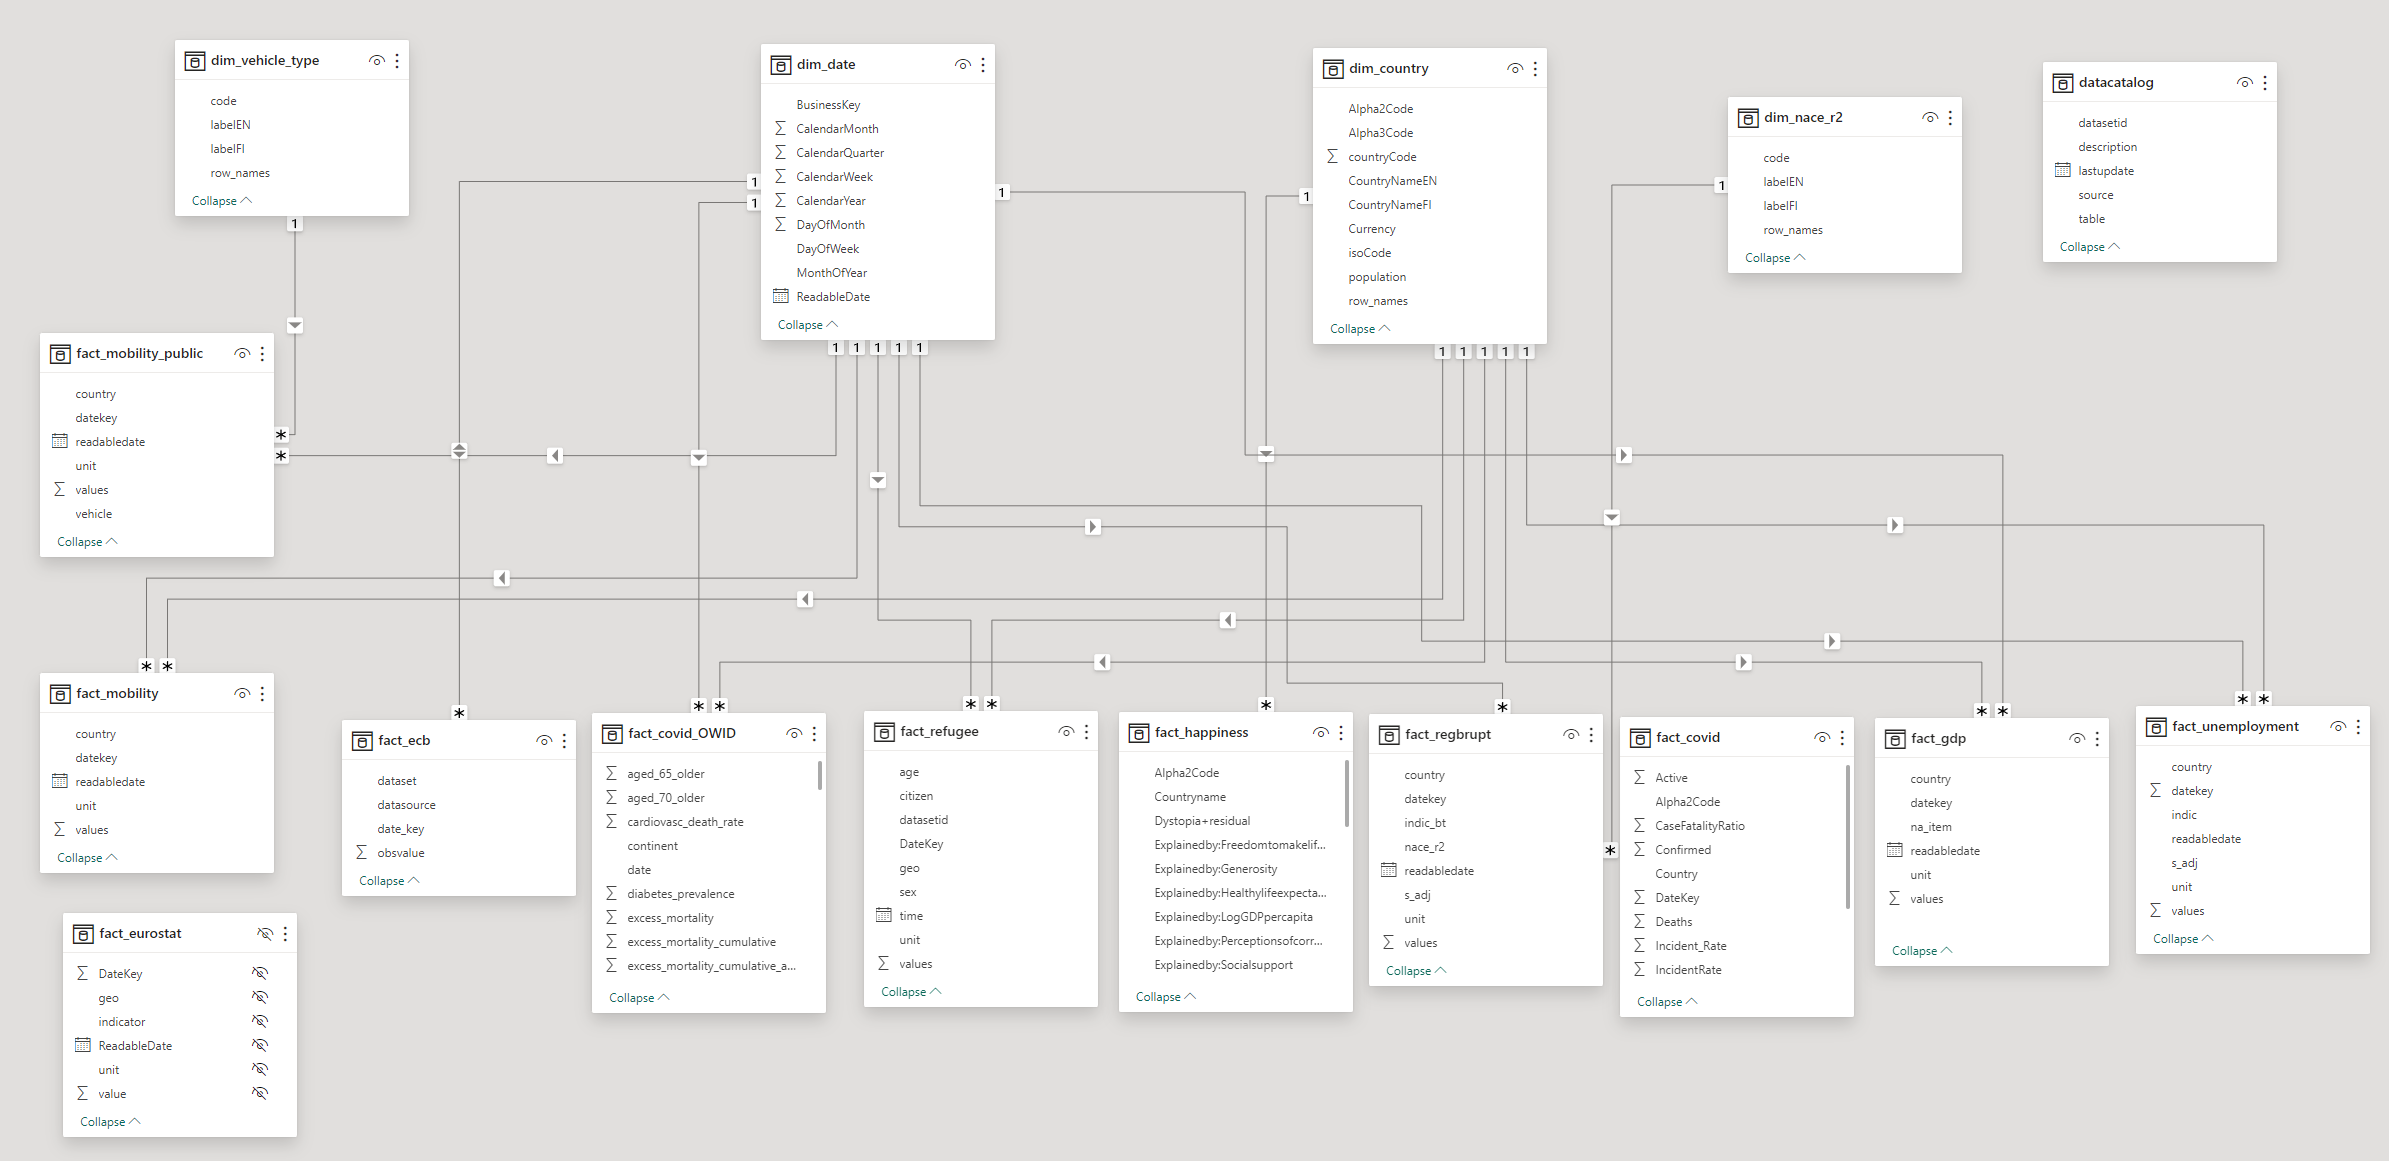 dim_vehicle_type
code
labelEN
labelFI
row_names
Collapse
1
dim_date
BusinessKey
CalendarMonth
CalendarQuarter
CalendarWeek
CalendarYear
DayOfMonth
DayOfWeek
MonthOfYear
ReadableDate
Collapse
1
1
1
1 1 1 1 1
dim_country
Alpha2Code
Alpha3Code
countryCode
CountryNameEN
CountryNameFI
Currency
isoCode
population
row_names
Collapse
1
1 1 1 1 1
dim_nace_r2
code
labelEN
labelFI
row_names
Collapse
1
datacatalog
datasetid
description
lastupdate
source
table
Collapse
fact_mobility_public
country
datekey
readabledate
unit
values
vehicle
Collapse
*
*
* *
fact_mobility
country
datekey
readabledate
unit
values
Collapse
*
fact_ecb
dataset
datasource
date_key
obsvalue
Collapse
* *
fact_covid_OWID
aged_65_older
aged_70_older
cardiovasc_death_rate
continent
date
diabetes_prevalence
excess_mortality
excess_mortality_cumulative
excess_mortality_cumulative_a...
Collapse
* *
fact_refugee
age
citizen
datasetid
DateKey
geo
sex
time
unit
values
Collapse
*
fact_happiness
Alpha2Code
Countryname
Dystopia+residual
Explainedby:Freedomtomakelif...
Explainedby:Generosity
Explainedby:Healthylifeexpecta...
Explainedby:LogGDPpercapita
Explainedby:Perceptionsofcorr...
Explainedby:Socialsupport
Collapse
*
fact_regbrupt
country
datekey
indic_bt
nace_r2
readabledate
s_adj
unit
values
Collapse
*
fact_covid
Active
Alpha2Code
CaseFatalityRatio
Confirmed
Country
DateKey
Deaths
Incident_Rate
IncidentRate
Collapse
* *
fact_gdp
country
datekey
na_item
readabledate
unit
values
Collapse
* *
fact_unemployment
country
datekey
indic
readabledate
s_adj
unit
values
Collapse
fact_eurostat
DateKey
geo
indicator
ReadableDate
unit
value
Collapse